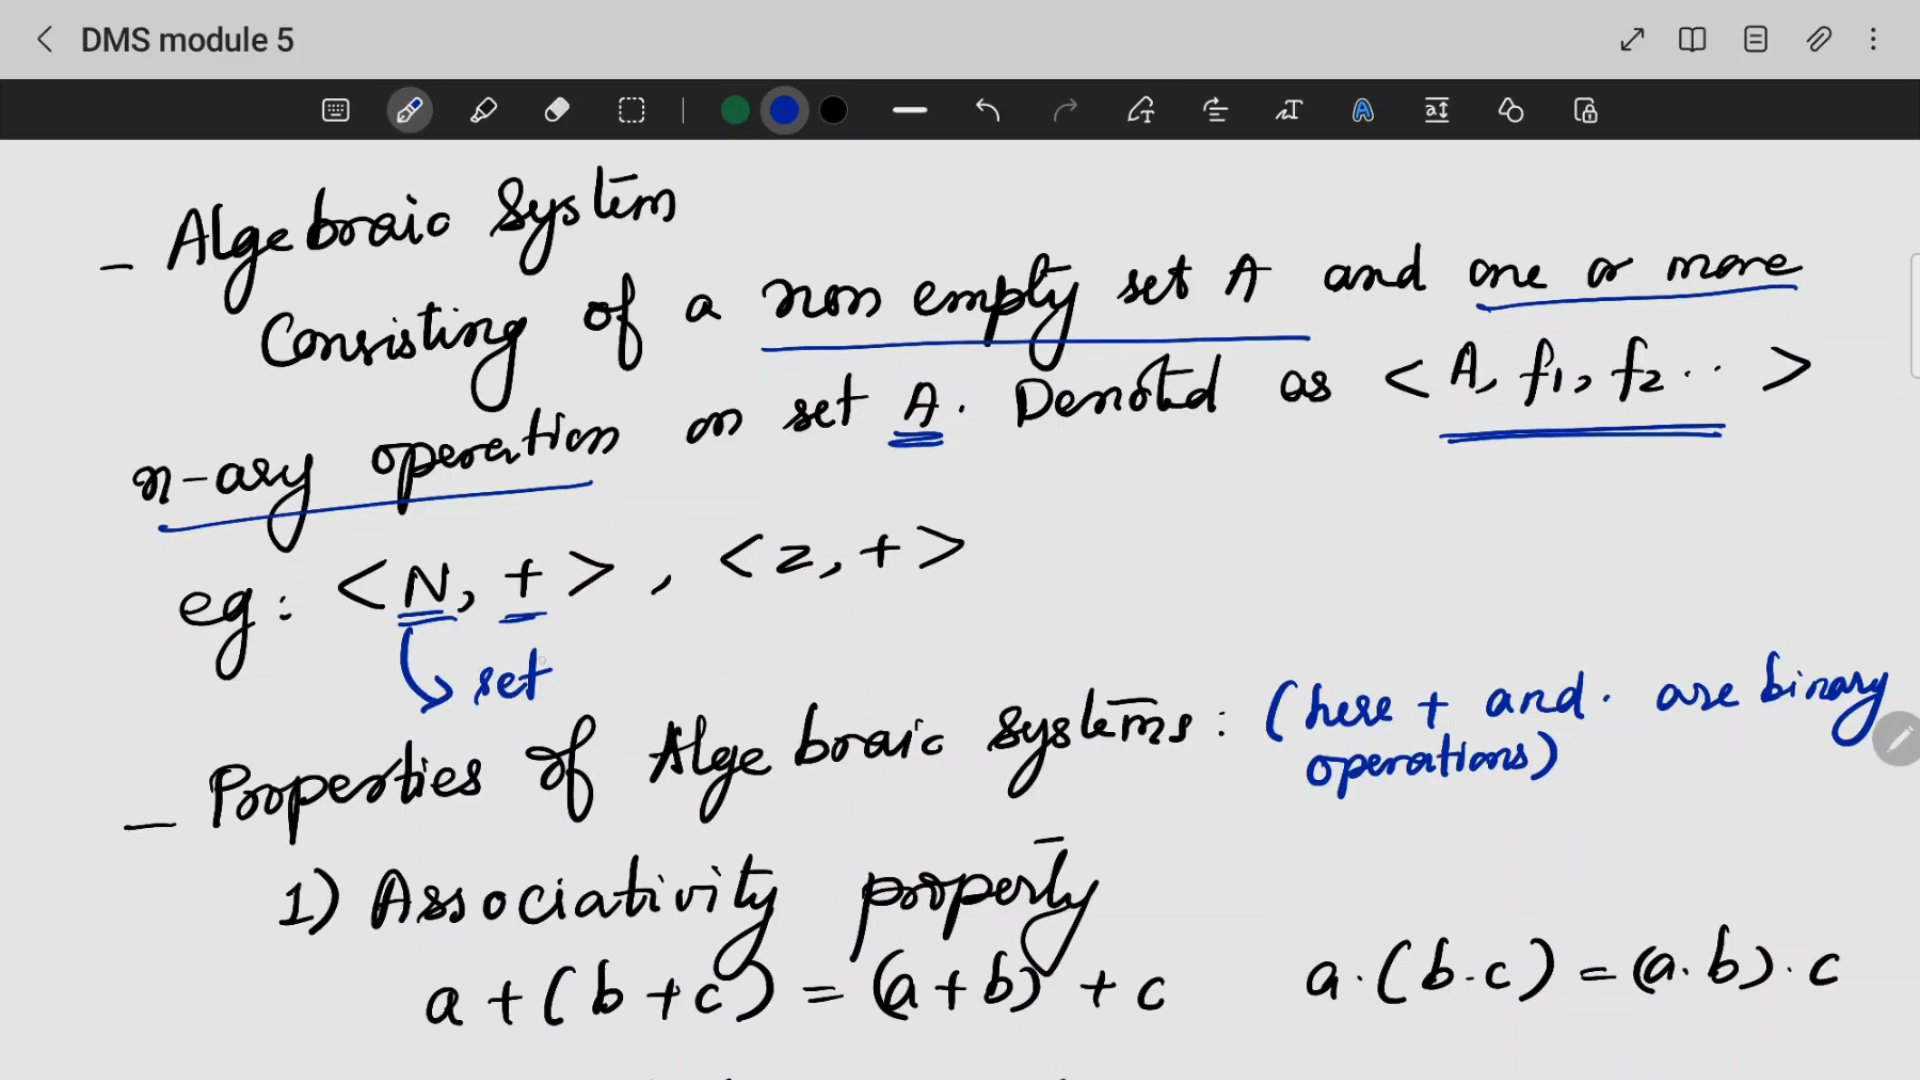 DMS module 5
- Algebraic System
Consisting of a non empty set A and one or more
n-ary operation on set A. Denoted as < A, f1, f2 .. >
eg: < N, + > , < z, + >
set
- Properties of Algebraic systems : (here + and . are binary
operations)
1) Associativity property
a + (b + c) = (a + b) + c a . (b . c) = (a . b) . c